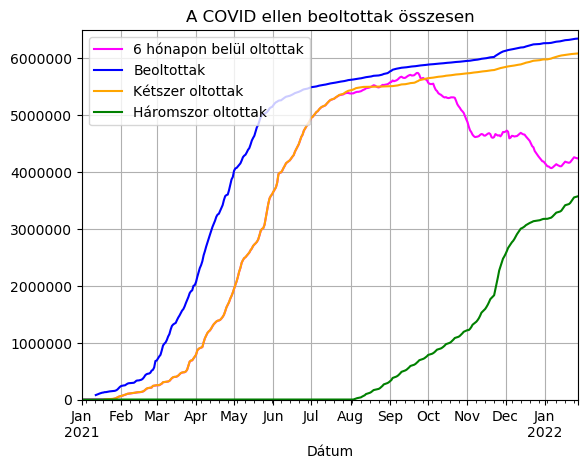 A COVID ellen beoltottak összesen
6 hónapon belül oltottak
Beoltottak
Kétszer oltottak
Háromszor oltottak
6000000
5000000
4000000
3000000
2000000
1000000
0
Jan Feb Mar Apr May Jun Jul Aug Sep Oct Nov Dec Jan
2021 2022
Dátum